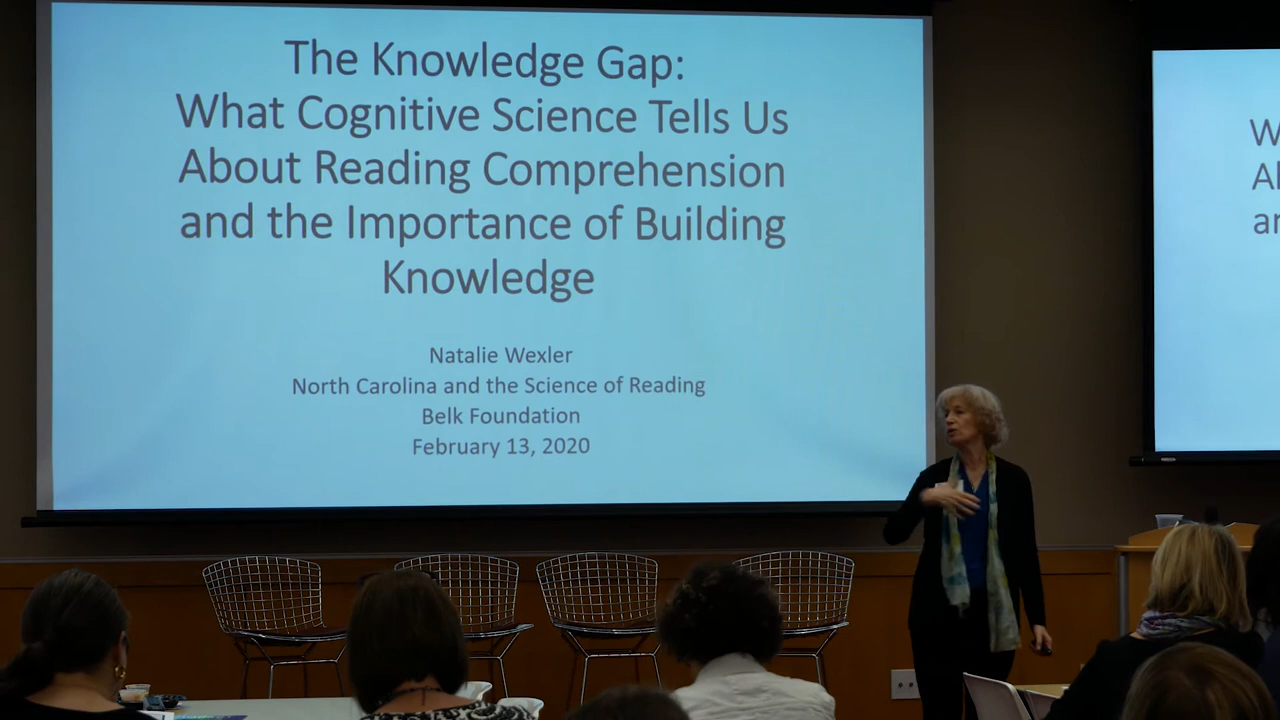 The Knowledge Gap:
What Cognitive Science Tells Us
About Reading Comprehension
and the Importance of Building
Knowledge
Natalie Wexler
North Carolina and the Science of Reading
Belk Foundation
February 13, 2020